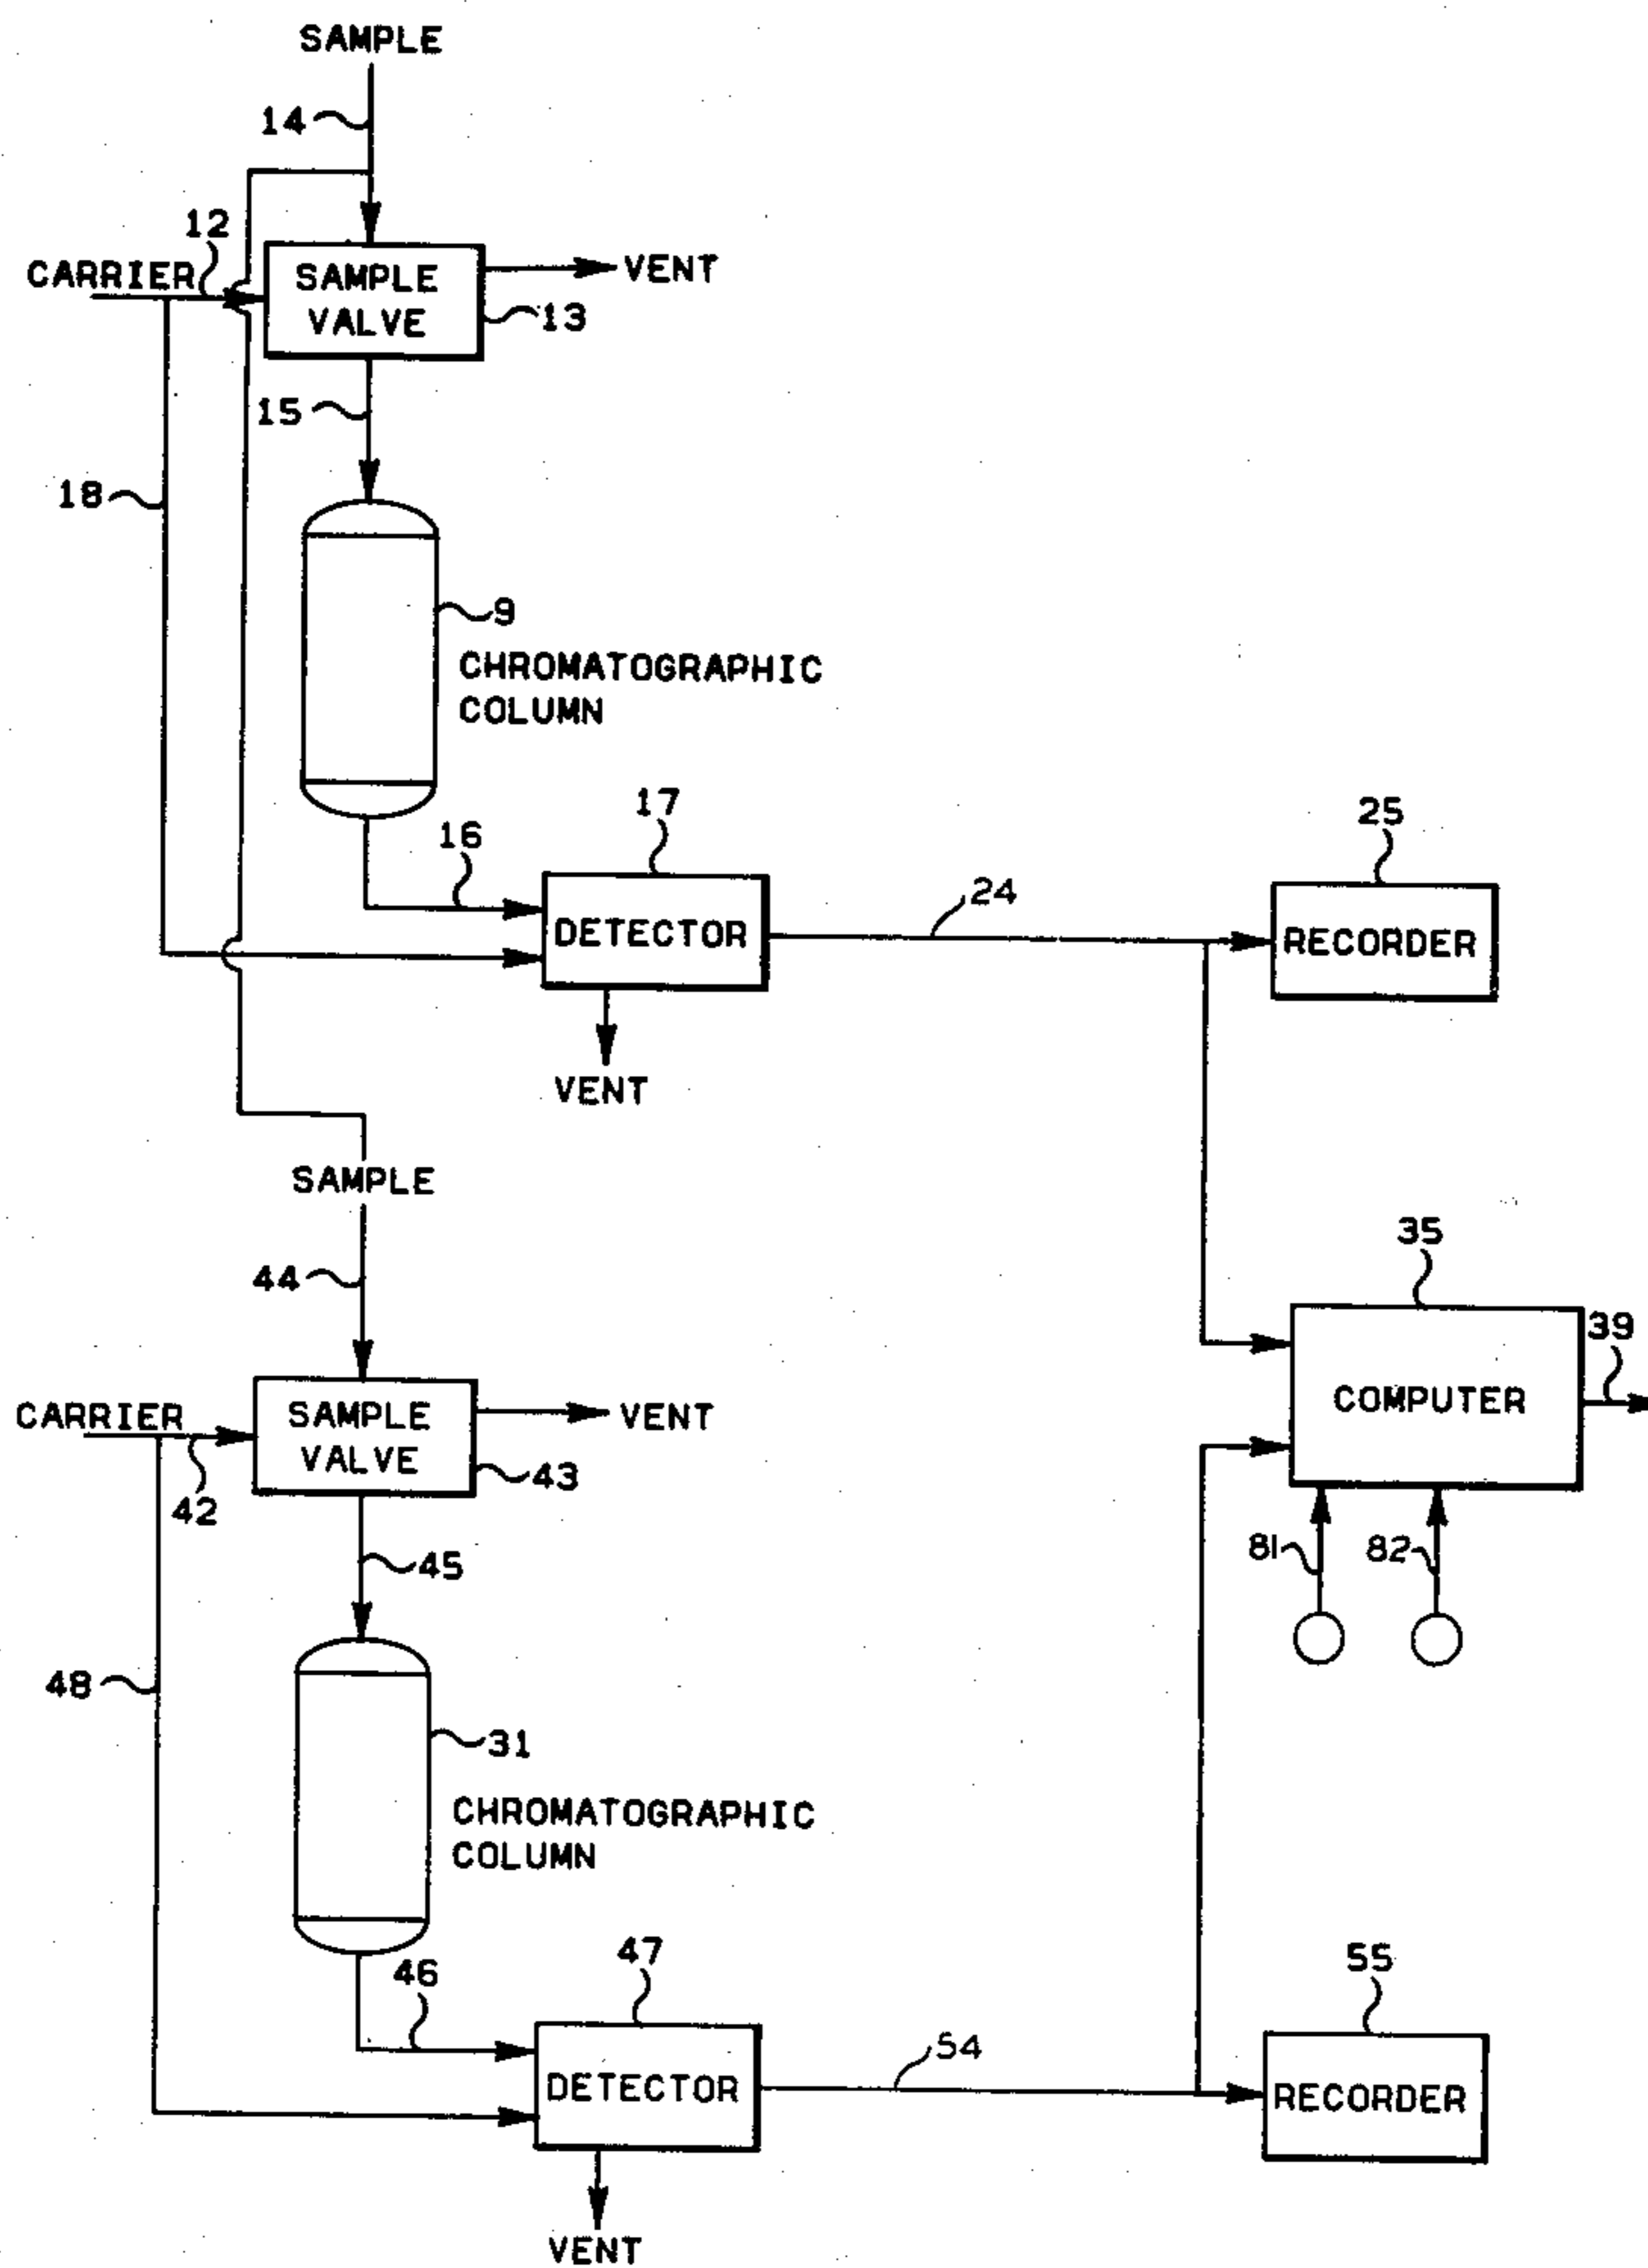 SAMPLE
14
12
CARRIER
SAMPLE
VALVE
VENT
13
15
18
9
CHROMATOGRAPHIC
COLUMN
17
16
25
24
DETECTOR
RECORDER
VENT
SAMPLE
35
44
39
COMPUTER
CARRIER
SAMPLE
VALVE
VENT
43
42
81
82
45
48
31
CHROMATOGRAPHIC
COLUMN
47
46
55
54
DETECTOR
RECORDER
VENT